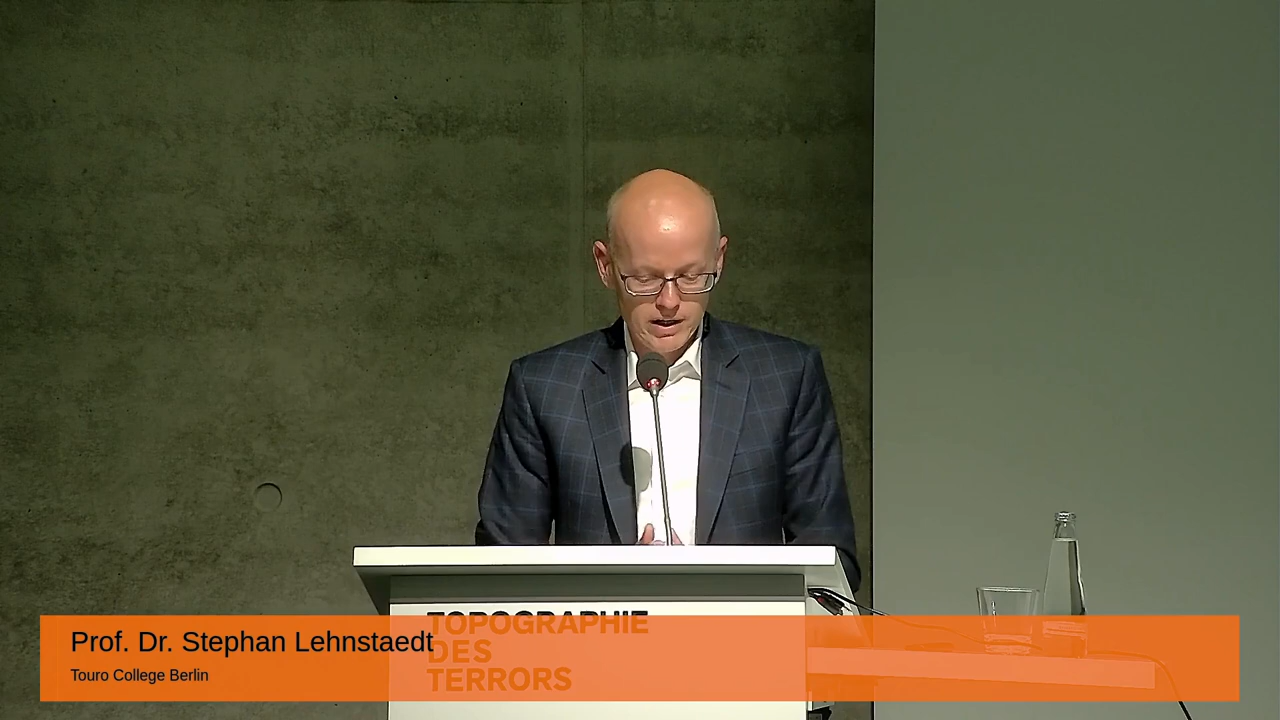 TOPOGRAPHIE
DES
TERRORS
Prof. Dr. Stephan Lehnstaedt
Touro College Berlin